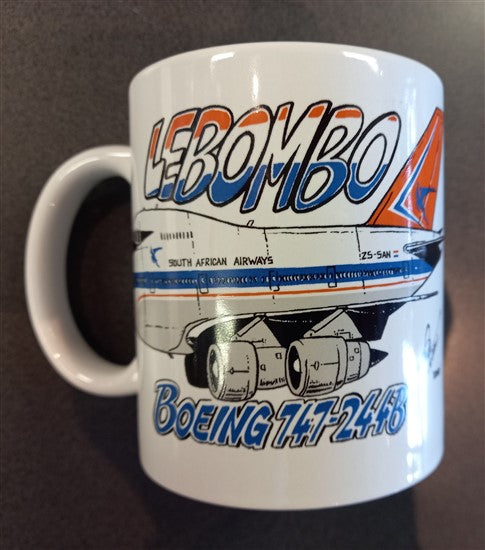 LEBOMBO
SOUTH AFRICAN AIRWAYS ZS-SAN
BOEING 747-244B